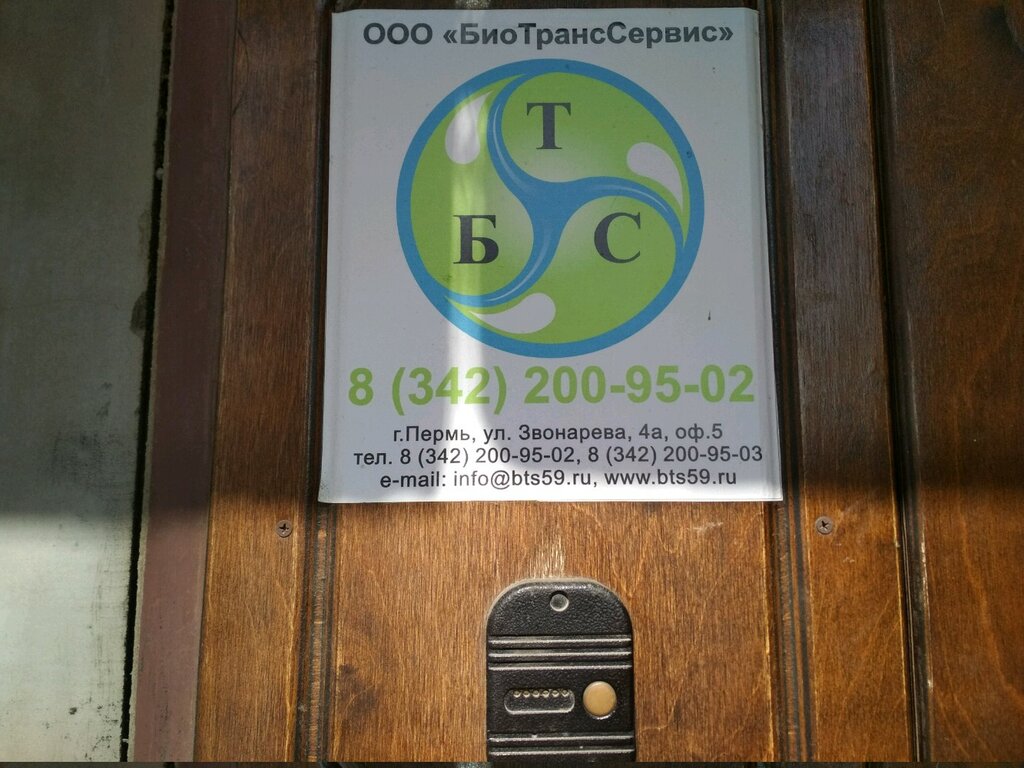 ООО «БиоТрансСервис»
Т
Б С
8 (342) 200-95-02
г.Пермь, ул. Звонарева, 4а, оф.5
тел. 8 (342) 200-95-02, 8 (342) 200-95-03
e-mail: info@bts59.ru, www.bts59.ru